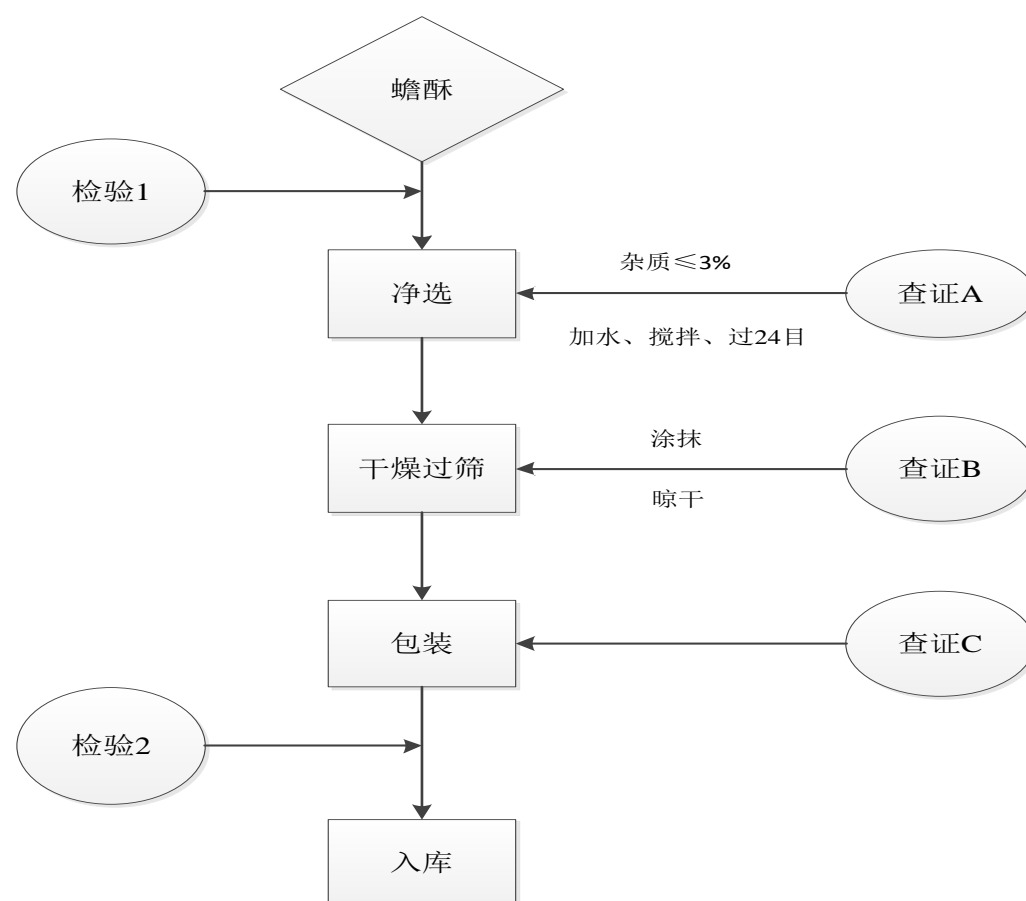 蟾酥
检验1
杂质≤3%
净选
查证A
加水、搅拌、过24目
涂抹
干燥过筛
查证B
晾干
包装
查证C
检验2
入库